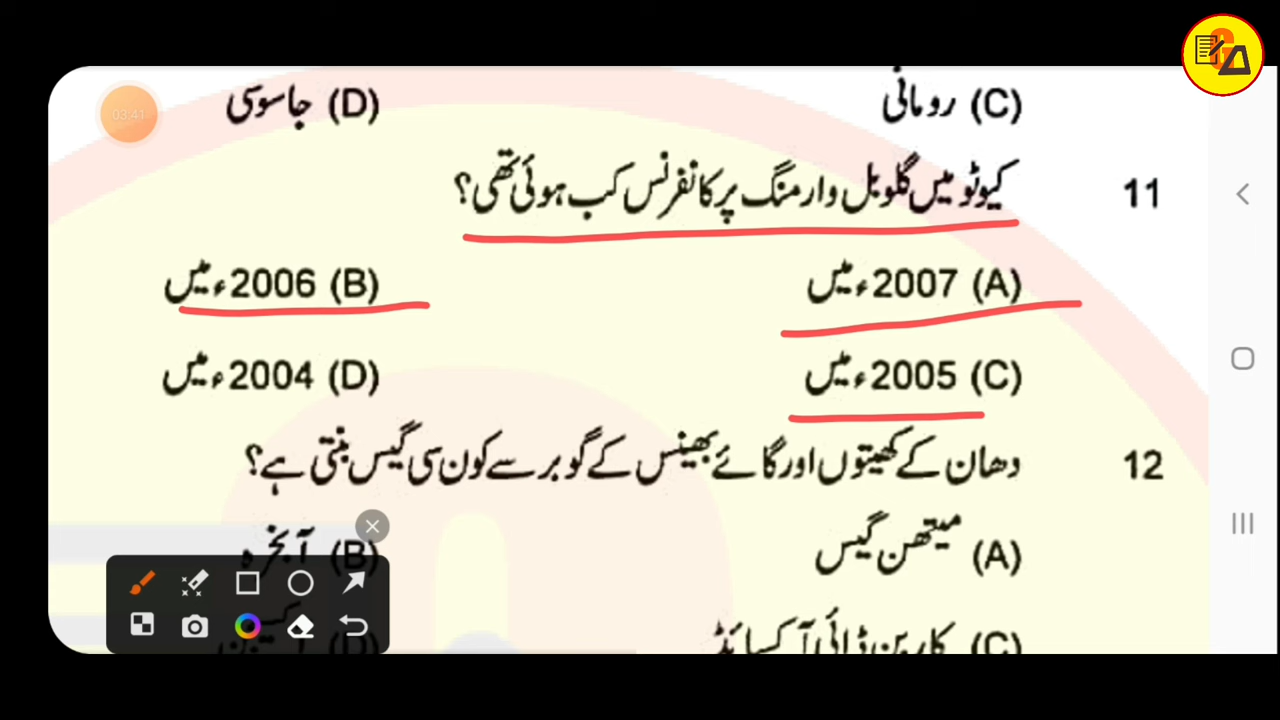 03:41
(C) رومانی (D) جاسوسی
11 کیوٹو میں گلوبل وارمنگ پر کانفرنس کب ہوئی تھی؟
(A) 2007ء میں (B) 2006ء میں
(C) 2005ء میں (D) 2004ء میں
12 دھان کے کھیتوں اور گائے بھینس کے گوبر سے کون سی گیس بنتی ہے؟
(A) میتھن گیس (B) آبخرہ
(C) کاربن ڈائی آکسائیڈ (D)